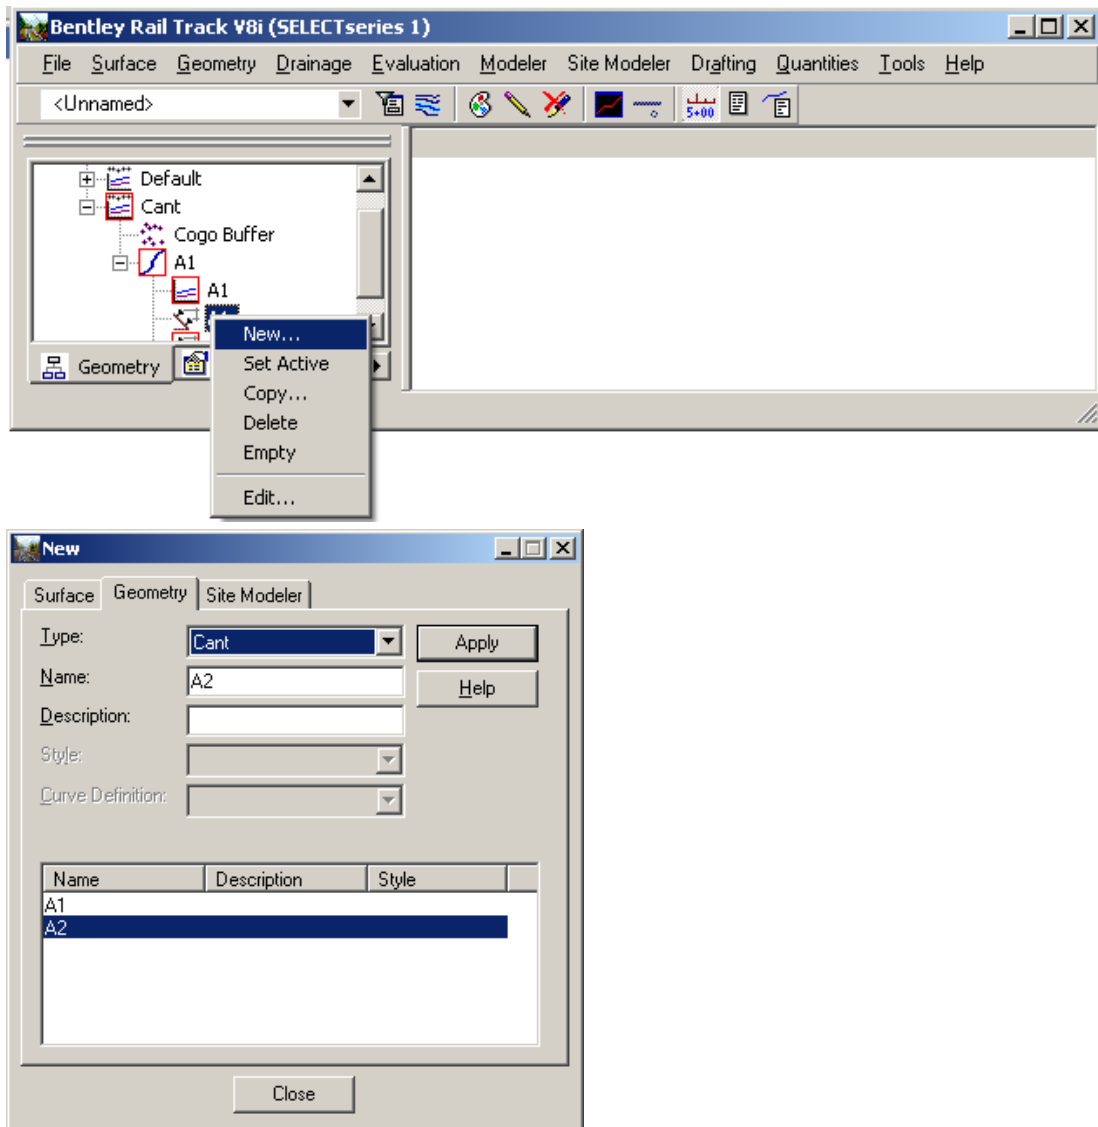 Bentley Rail Track V8i (SELECTseries 1)
File Surface Geometry Drainage Evaluation Modeler Site Modeler Drafting Quantities Tools Help
<Unnamed>
5+00
Default
Cant
Cogo Buffer
A1
A1
New...
Set Active
Geometry
Copy...
Delete
Empty
Edit...
New
Surface Geometry Site Modeler
Type: Cant Apply
Name: A2 Help
Description:
Style:
Curve Definition:
Name Description Style
A1
A2
Close